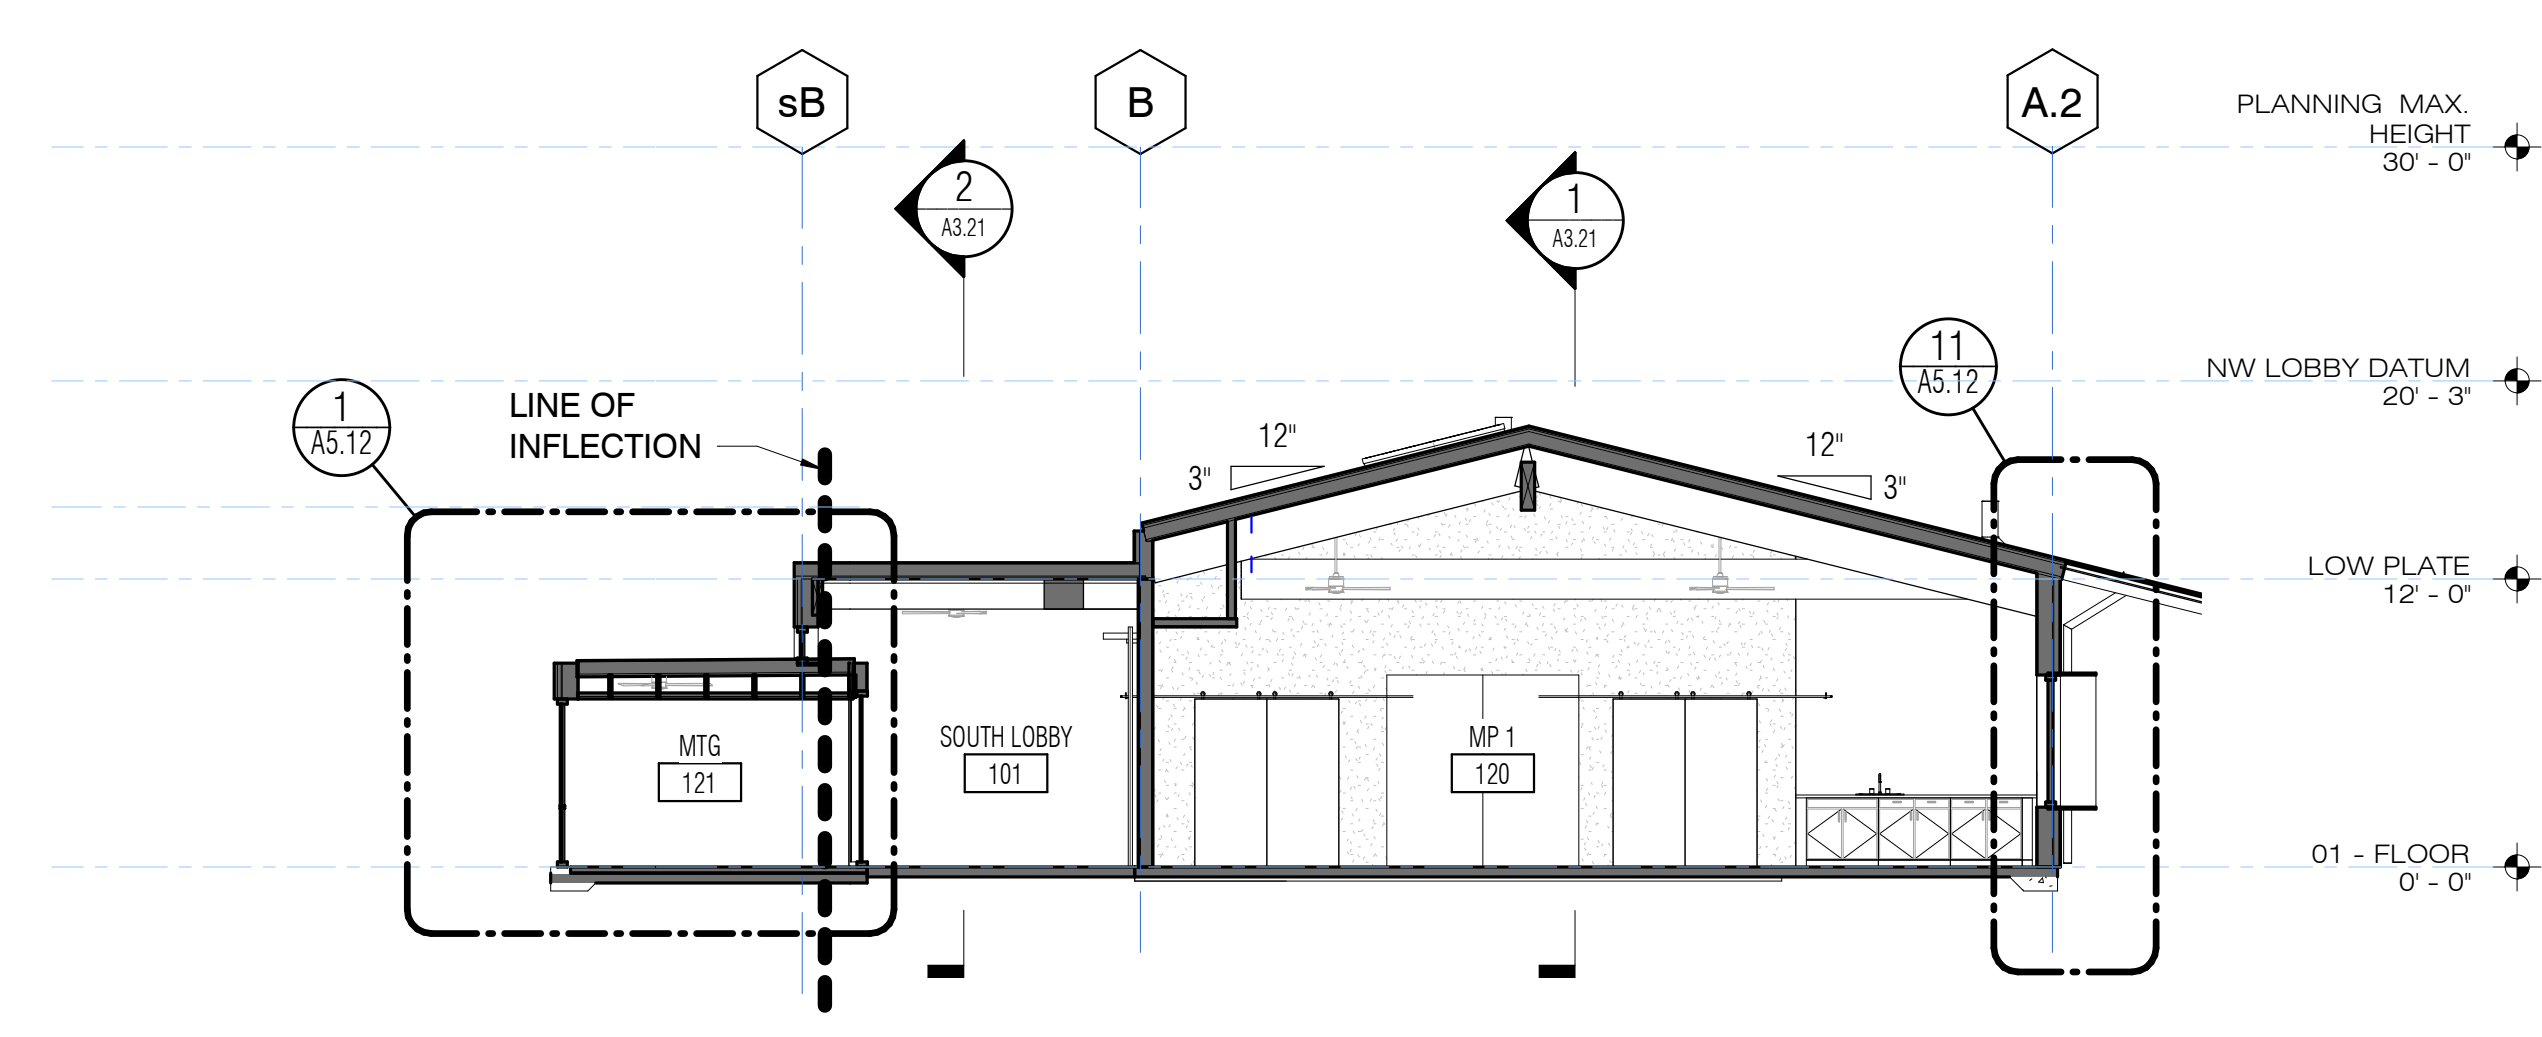 sB
B
A.2
PLANNING MAX.
HEIGHT
30' - 0"
2
A3.21
1
A3.21
11
A5.12
NW LOBBY DATUM
20' - 3"
1
A5.12
LINE OF
INFLECTION
12"
3"
12"
3"
LOW PLATE
12' - 0"
MTG
121
SOUTH LOBBY
101
MP 1
120
01 - FLOOR
0' - 0"